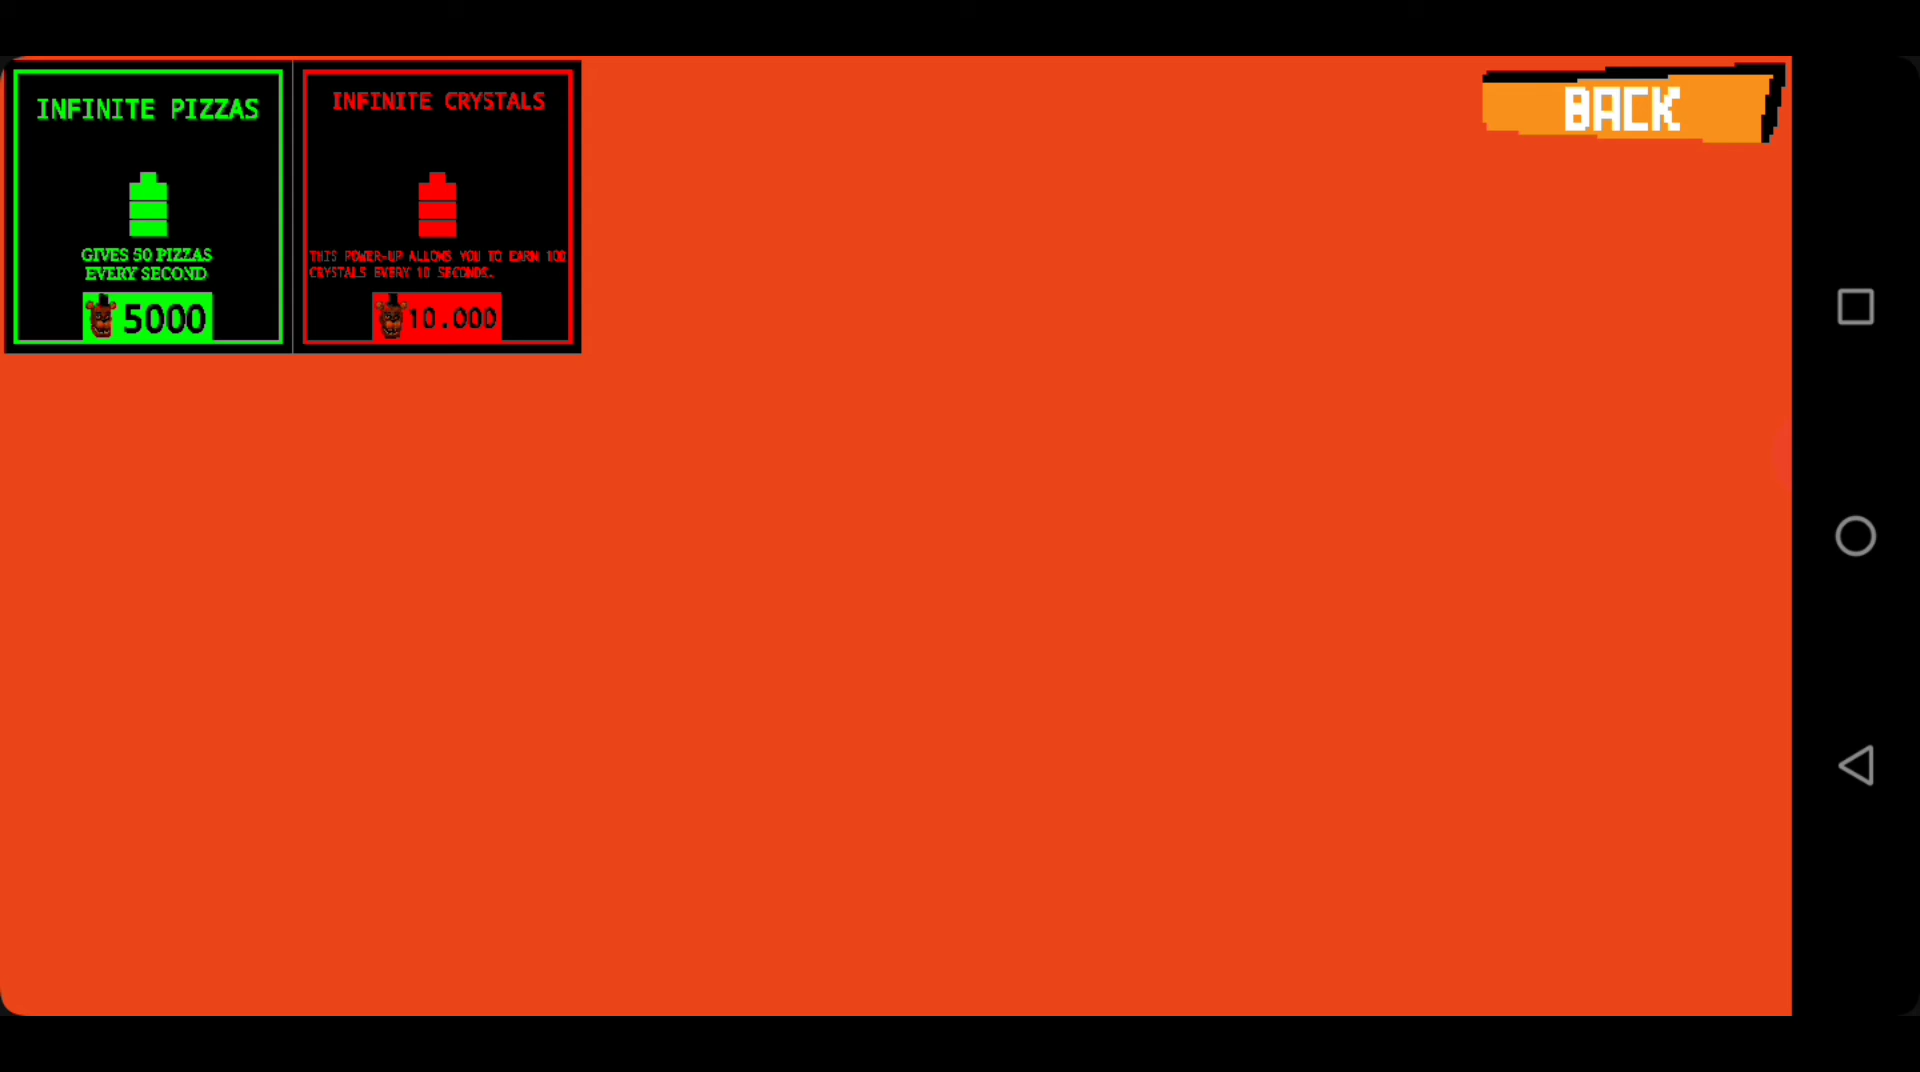 INFINITE PIZZAS
GIVES 50 PIZZAS
EVERY SECOND
5000
INFINITE CRYSTALS
THIS POWER-UP ALLOWS YOU TO EARN 100
CRYSTALS EVERY 10 SECONDS.
10.000
BACK